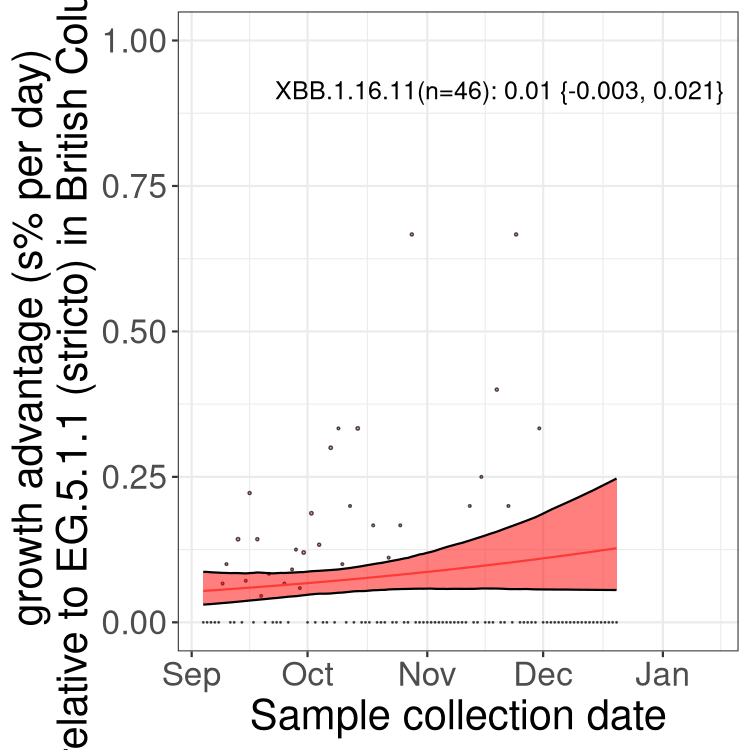 growth advantage (s% per day)
relative to EG.5.1.1 (stricto) in British
1.00
0.75
0.50
0.25
0.00
XBB.1.16.11(n=46): 0.01 {-0.003, 0.021}
Sep Oct Nov Dec Jan
Sample collection date